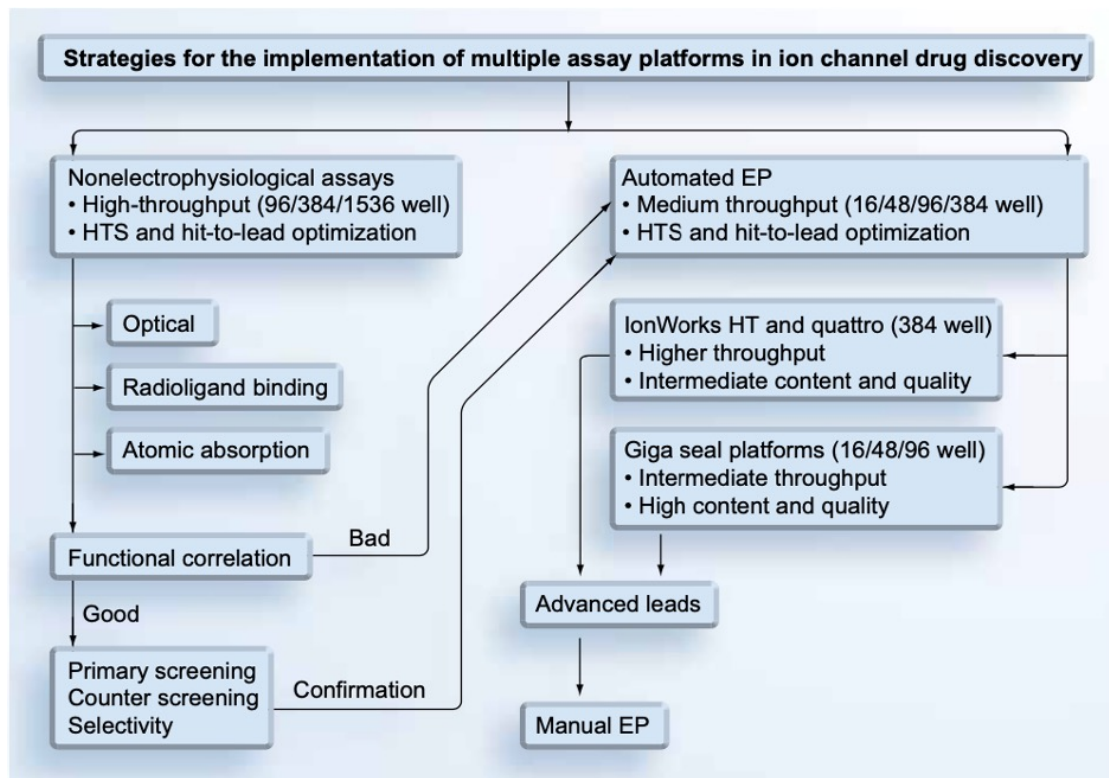 Strategies for the implementation of multiple assay platforms in ion channel drug discovery
Nonelectrophysiological assays
• High-throughput (96/384/1536 well)
• HTS and hit-to-lead optimization
Optical
Radioligand binding
Atomic absorption
Functional correlation
Bad
Good
Primary screening
Counter screening
Selectivity
Confirmation
Automated EP
• Medium throughput (16/48/96/384 well)
• HTS and hit-to-lead optimization
IonWorks HT and quattro (384 well)
• Higher throughput
• Intermediate content and quality
Giga seal platforms (16/48/96 well)
• Intermediate throughput
• High content and quality
Advanced leads
Manual EP